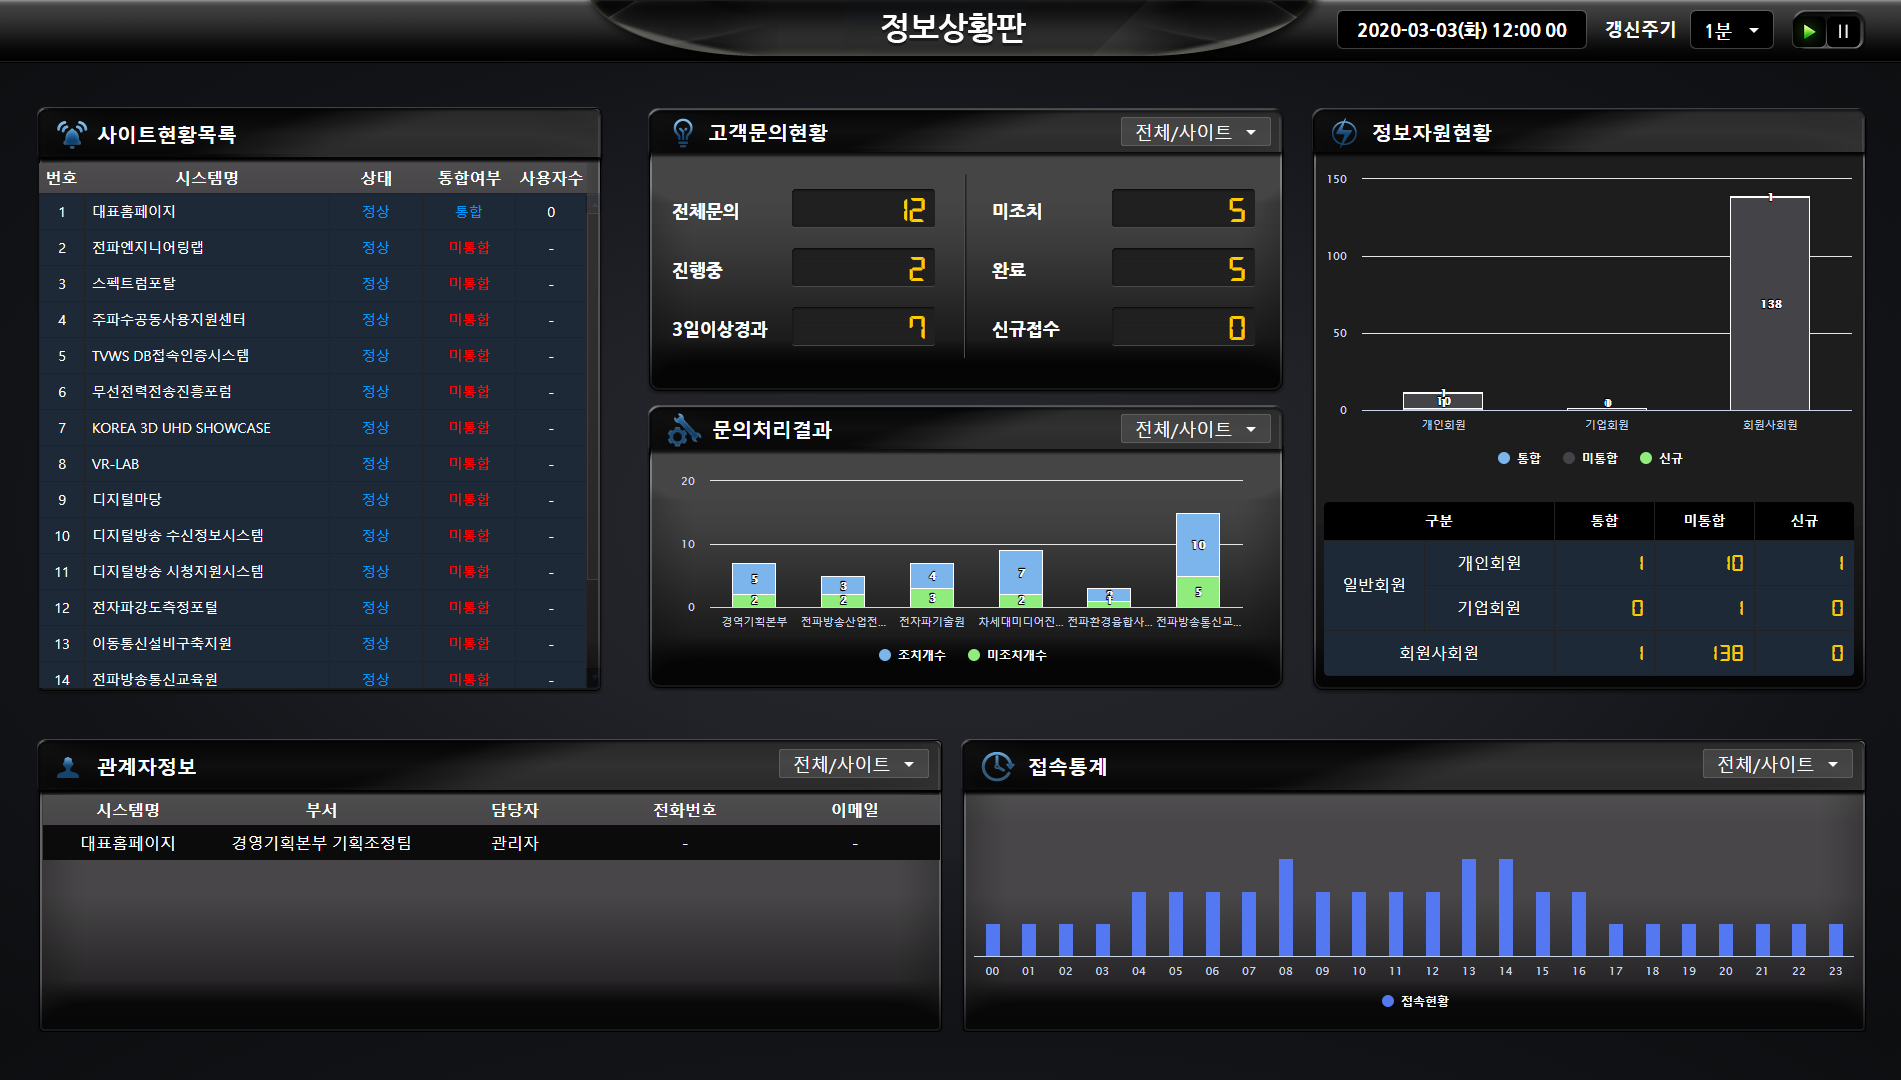 정보상황판
2020-03-03(화) 12:00 00 갱신주기 1분
사이트현황목록
번호 시스템명 상태 통합여부 사용자수
1 대표홈페이지 정상 통합 0
2 전파엔지니어링랩 정상 미통합 -
3 스펙트럼포탈 정상 미통합 -
4 주파수공동사용지원센터 정상 미통합 -
5 TVWS DB접속인증시스템 정상 미통합 -
6 무선전력전송진흥포럼 정상 미통합 -
7 KOREA 3D UHD SHOWCASE 정상 미통합 -
8 VR-LAB 정상 미통합 -
9 디지털마당 정상 미통합 -
10 디지털방송 수신정보시스템 정상 미통합 -
11 디지털방송 시청지원시스템 정상 미통합 -
12 전자파강도측정포털 정상 미통합 -
13 이동통신설비구축지원 정상 미통합 -
14 전파방송통신교육원 정상 미통합 -
고객문의현황 전체/사이트
전체문의 12 미조치 5
진행중 2 완료 5
3일이상경과 7 신규접수 0
문의처리결과 전체/사이트
20
10
0
5 3 4 7 10
2 2 3 2 1 5
경역기획본부 전파방송산업전... 전자파기술원 차세대미디어진... 전파환경융합사... 전파방송통신교...
조치개수 미조치개수
정보자원현황
150
100
50
0
1
138
10
개인회원 기업회원 회원사회원
통합 미통합 신규
구분 통합 미통합 신규
일반회원 개인회원 1 10 1
기업회원 0 1 0
회원사회원 1 138 0
관계자정보 전체/사이트
시스템명 부서 담당자 전화번호 이메일
대표홈페이지 경영기획본부 기획조정팀 관리자 - -
접속통계 전체/사이트
00 01 02 03 04 05 06 07 08 09 10 11 12 13 14 15 16 17 18 19 20 21 22 23
접속현황